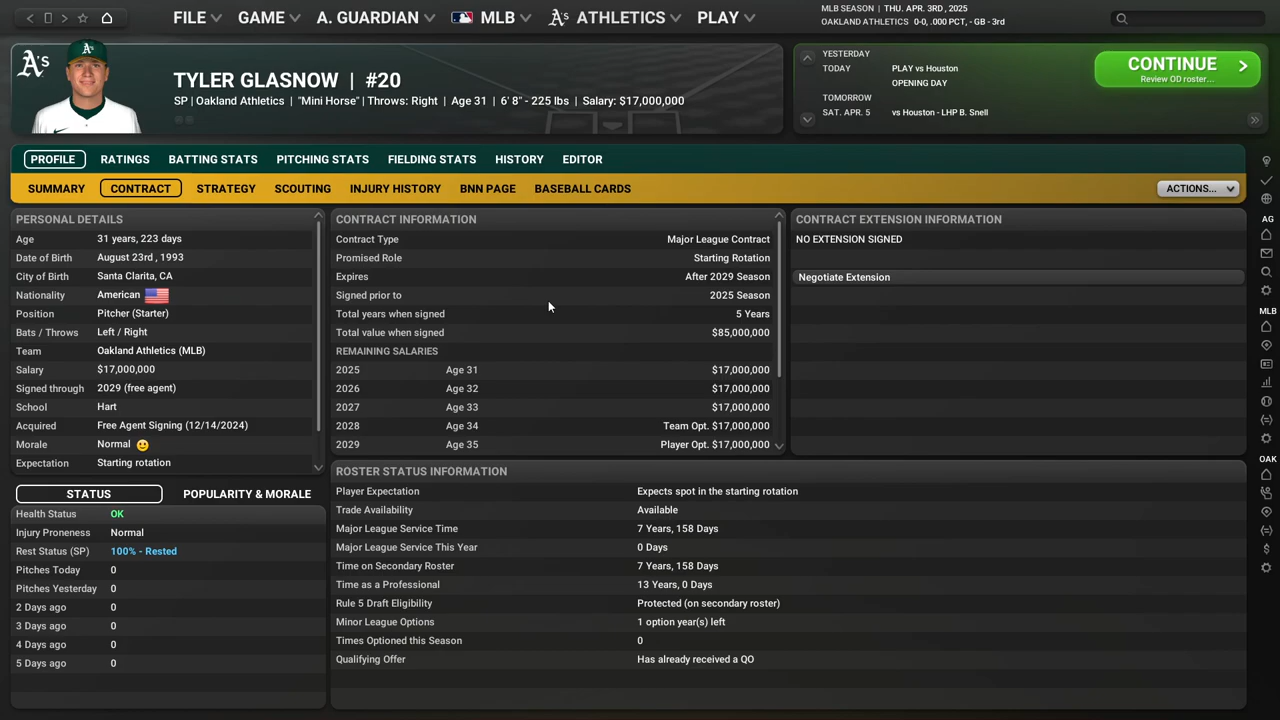 FILE GAME A. GUARDIAN MLB A's ATHLETICS PLAY
MLB SEASON | THU. APR. 3RD, 2025
OAKLAND ATHLETICS 0-0, .000 PCT, - GB - 3rd
A's
TYLER GLASNOW | #20
SP | Oakland Athletics | "Mini Horse" | Throws: Right | Age 31 | 6' 8" - 225 lbs | Salary: $17,000,000
YESTERDAY
TODAY PLAY vs Houston
OPENING DAY
TOMORROW
SAT. APR. 5 vs Houston - LHP B. Snell
CONTINUE
Review OD roster...
PROFILE RATINGS BATTING STATS PITCHING STATS FIELDING STATS HISTORY EDITOR
SUMMARY CONTRACT STRATEGY SCOUTING INJURY HISTORY BNN PAGE BASEBALL CARDS ACTIONS...
PERSONAL DETAILS
Age 31 years, 223 days
Date of Birth August 23rd , 1993
City of Birth Santa Clarita, CA
Nationality American
Position Pitcher (Starter)
Bats / Throws Left / Right
Team Oakland Athletics (MLB)
Salary $17,000,000
Signed through 2029 (free agent)
School Hart
Acquired Free Agent Signing (12/14/2024)
Morale Normal
Expectation Starting rotation
STATUS POPULARITY & MORALE
Health Status OK
Injury Proneness Normal
Rest Status (SP) 100% - Rested
Pitches Today 0
Pitches Yesterday 0
2 Days ago 0
3 Days ago 0
4 Days ago 0
5 Days ago 0
CONTRACT INFORMATION
Contract Type Major League Contract
Promised Role Starting Rotation
Expires After 2029 Season
Signed prior to 2025 Season
Total years when signed 5 Years
Total value when signed $85,000,000
REMAINING SALARIES
2025 Age 31 $17,000,000
2026 Age 32 $17,000,000
2027 Age 33 $17,000,000
2028 Age 34 Team Opt. $17,000,000
2029 Age 35 Player Opt. $17,000,000
CONTRACT EXTENSION INFORMATION
NO EXTENSION SIGNED
Negotiate Extension
ROSTER STATUS INFORMATION
Player Expectation Expects spot in the starting rotation
Trade Availability Available
Major League Service Time 7 Years, 158 Days
Major League Service This Year 0 Days
Time on Secondary Roster 7 Years, 158 Days
Time as a Professional 13 Years, 0 Days
Rule 5 Draft Eligibility Protected (on secondary roster)
Minor League Options 1 option year(s) left
Times Optioned this Season 0
Qualifying Offer Has already received a QO
AG
MLB
OAK